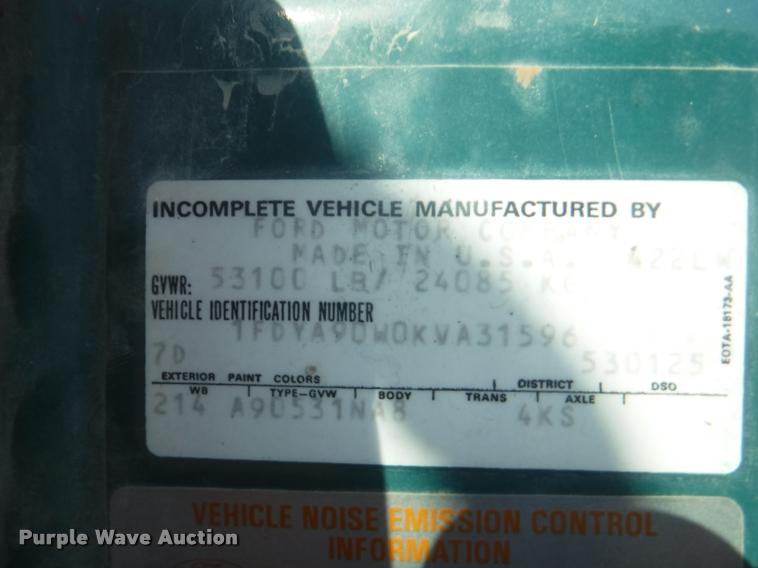 INCOMPLETE VEHICLE MANUFACTURED BY
FORD MOTOR COMPANY
MADE IN U.S.A. 422LW
GVWR: 53100 LB/ 24085 KG
VEHICLE IDENTIFICATION NUMBER
1FDYA90W0KVA31596
7D 530125
EXTERIOR PAINT COLORS DISTRICT DSO
WB TYPE-GVW BODY TRANS AXLE
214 A90531NA8 4KS
EOTA-18173-AA
VEHICLE NOISE EMISSION CONTROL
INFORMATION
Purple Wave Auction